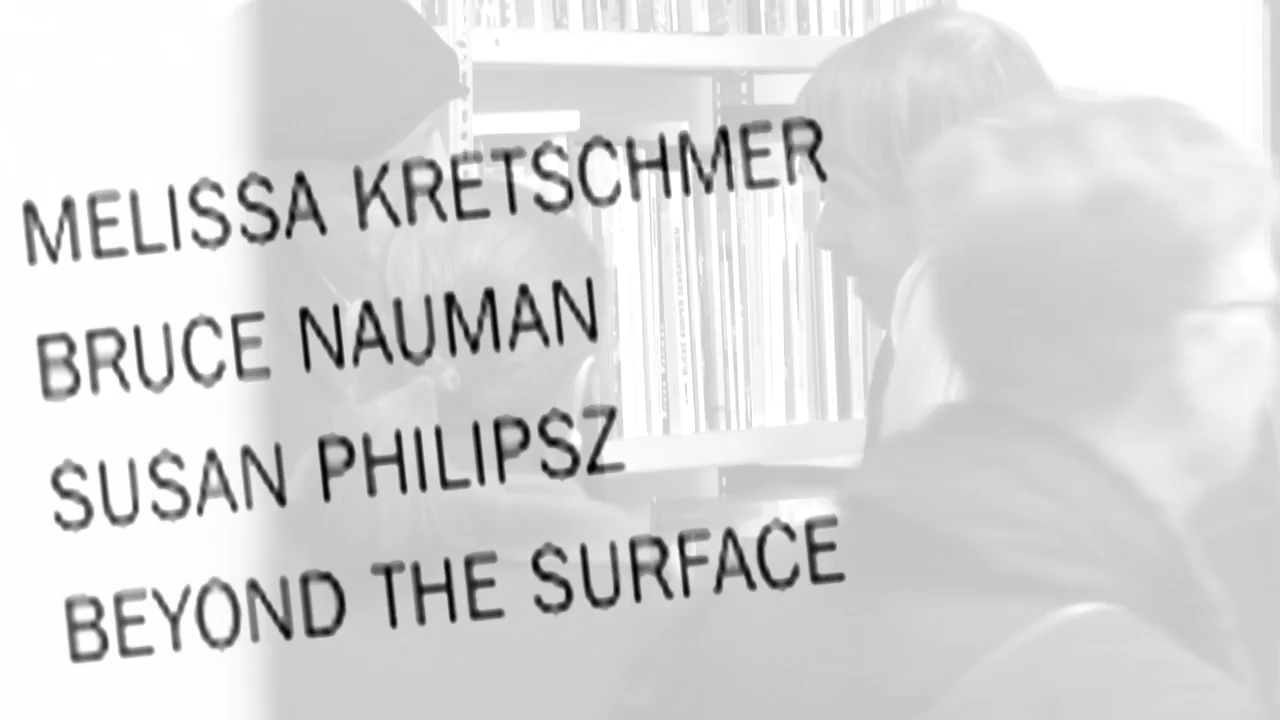 MELISSA KRETSCHMER
BRUCE NAUMAN
SUSAN PHILIPSZ
BEYOND THE SURFACE